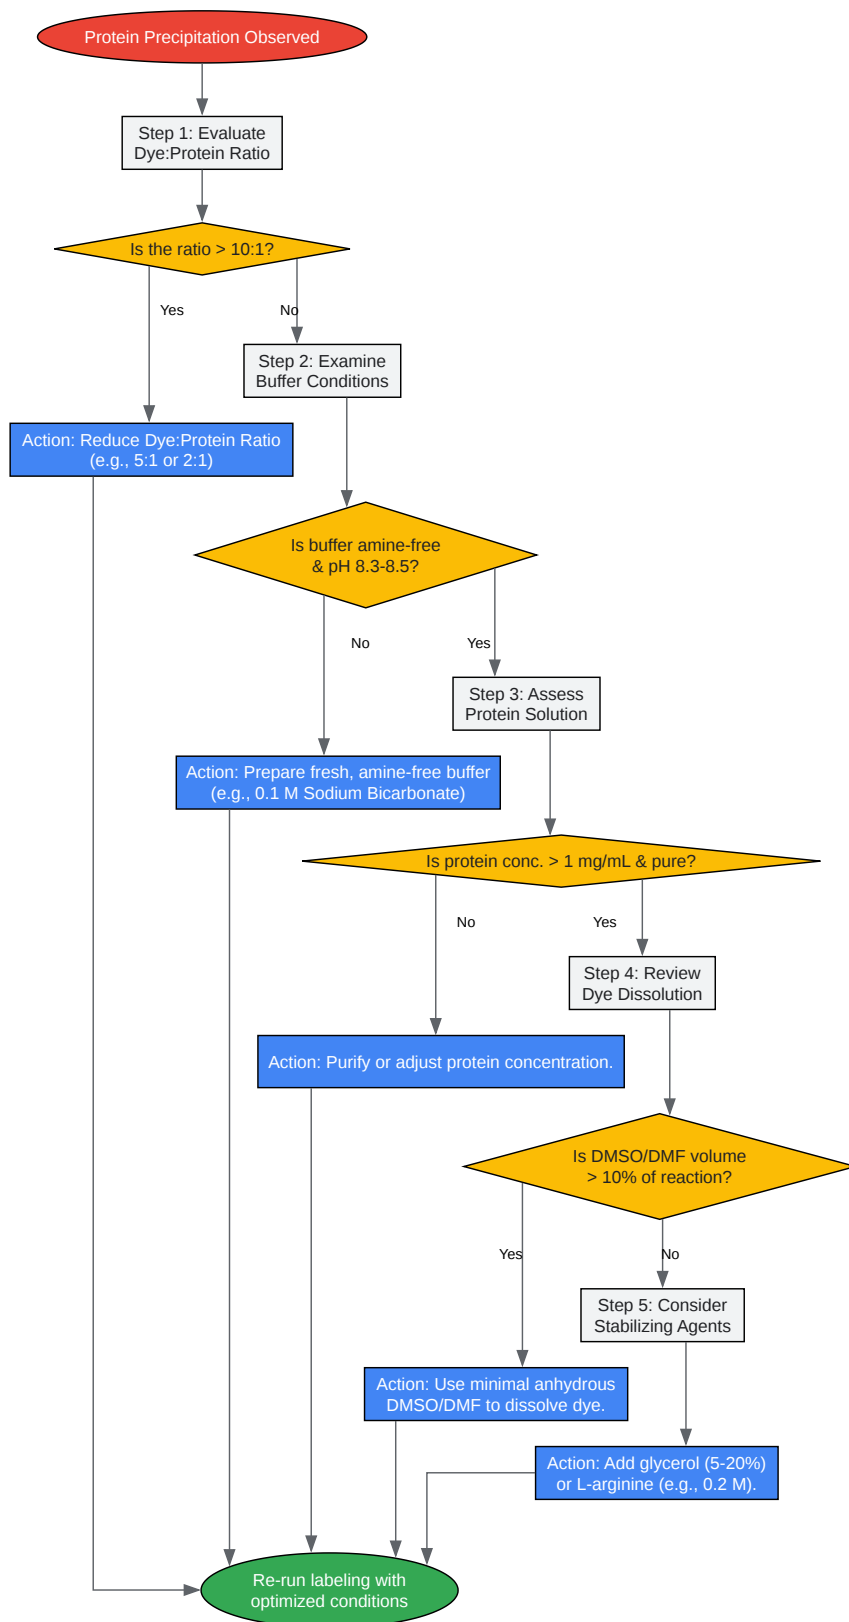 Protein Precipitation Observed
Step 1: Evaluate
Dye:Protein Ratio
Is the ratio > 10:1?
Yes
No
Step 2: Examine
Buffer Conditions
Action: Reduce Dye:Protein Ratio
(e.g., 5:1 or 2:1)
Is buffer amine-free
& pH 8.3-8.5?
No
Yes
Step 3: Assess
Protein Solution
Action: Prepare fresh, amine-free buffer
(e.g., 0.1 M Sodium Bicarbonate)
Is protein conc. > 1 mg/mL & pure?
No
Yes
Step 4: Review
Dye Dissolution
Action: Purify or adjust protein concentration.
Is DMSO/DMF volume
> 10% of reaction?
Yes
No
Step 5: Consider
Stabilizing Agents
Action: Use minimal anhydrous
DMSO/DMF to dissolve dye.
Action: Add glycerol (5-20%)
or L-arginine (e.g., 0.2 M).
Re-run labeling with
optimized conditions